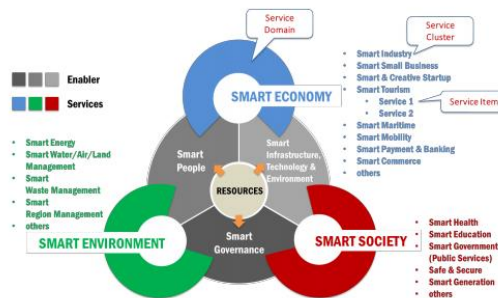 Service
Domain
Service
Cluster
Enabler
Services
SMART ECONOMY
Smart Industry
Smart Small Business
Smart & Creative Startup
Smart Tourism
Service 1
Service 2
Service Item
Smart Maritime
Smart Mobility
Smart Payment & Banking
Smart Commerce
others
Smart Energy
Smart Water/Air/Land
Management
Smart
Waste Management
Smart
Region Management
others
Smart
People
Smart
Infrastructure,
Technology &
Environment
RESOURCES
Smart
Governance
SMART ENVIRONMENT
SMART SOCIETY
Smart Health
Smart Education
Smart Government
(Public Services)
Safe & Secure
Smart Generation
others